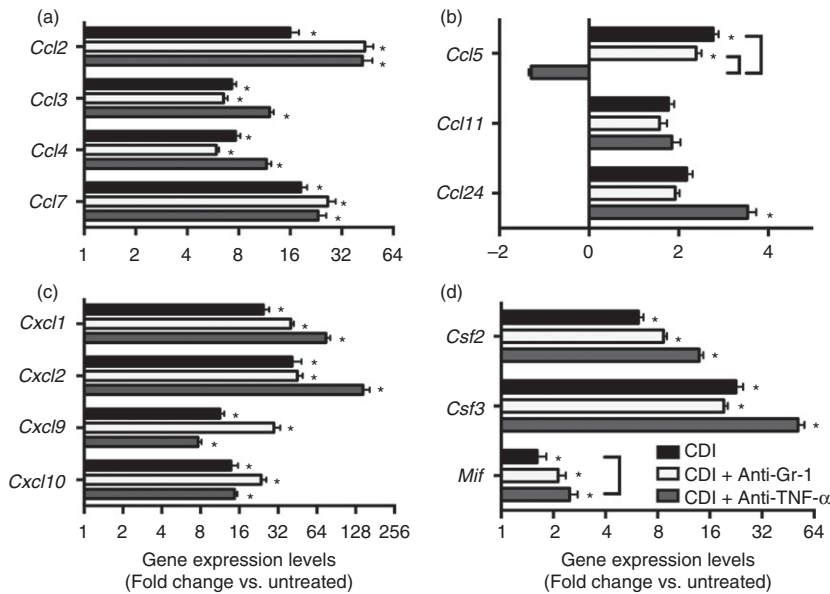 (a)
Ccl2
*
*
*
Ccl3
*
*
*
Ccl4
*
*
*
Ccl7
*
*
*
1 2 4 8 16 32 64
(b)
Ccl5
*
*
Ccl11
Ccl24
*
−2 0 2 4
(c)
Cxcl1
*
*
*
Cxcl2
*
*
*
Cxcl9
*
*
*
Cxcl10
*
*
*
1 2 4 8 16 32 64 128 256
Gene expression levels
(Fold change vs. untreated)
(d)
Csf2
*
*
*
Csf3
*
*
*
Mif
*
*
*
CDI
CDI + Anti-Gr-1
CDI + Anti-TNF-α
1 2 4 8 16 32 64
Gene expression levels
(Fold change vs. untreated)